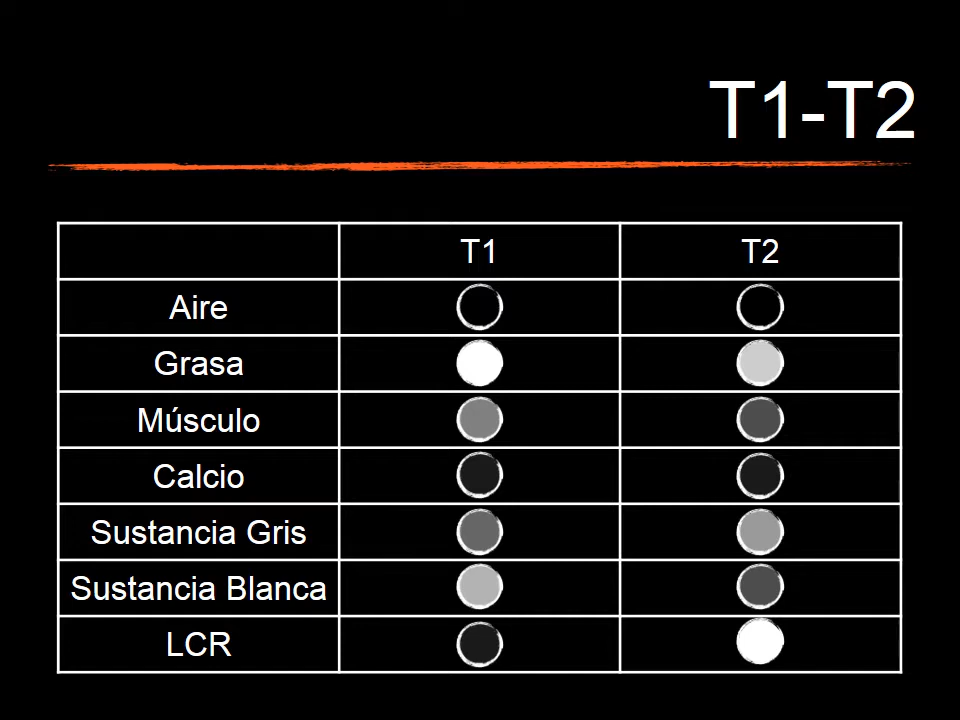 T1-T2
T1 T2
Aire
Grasa
Músculo
Calcio
Sustancia Gris
Sustancia Blanca
LCR